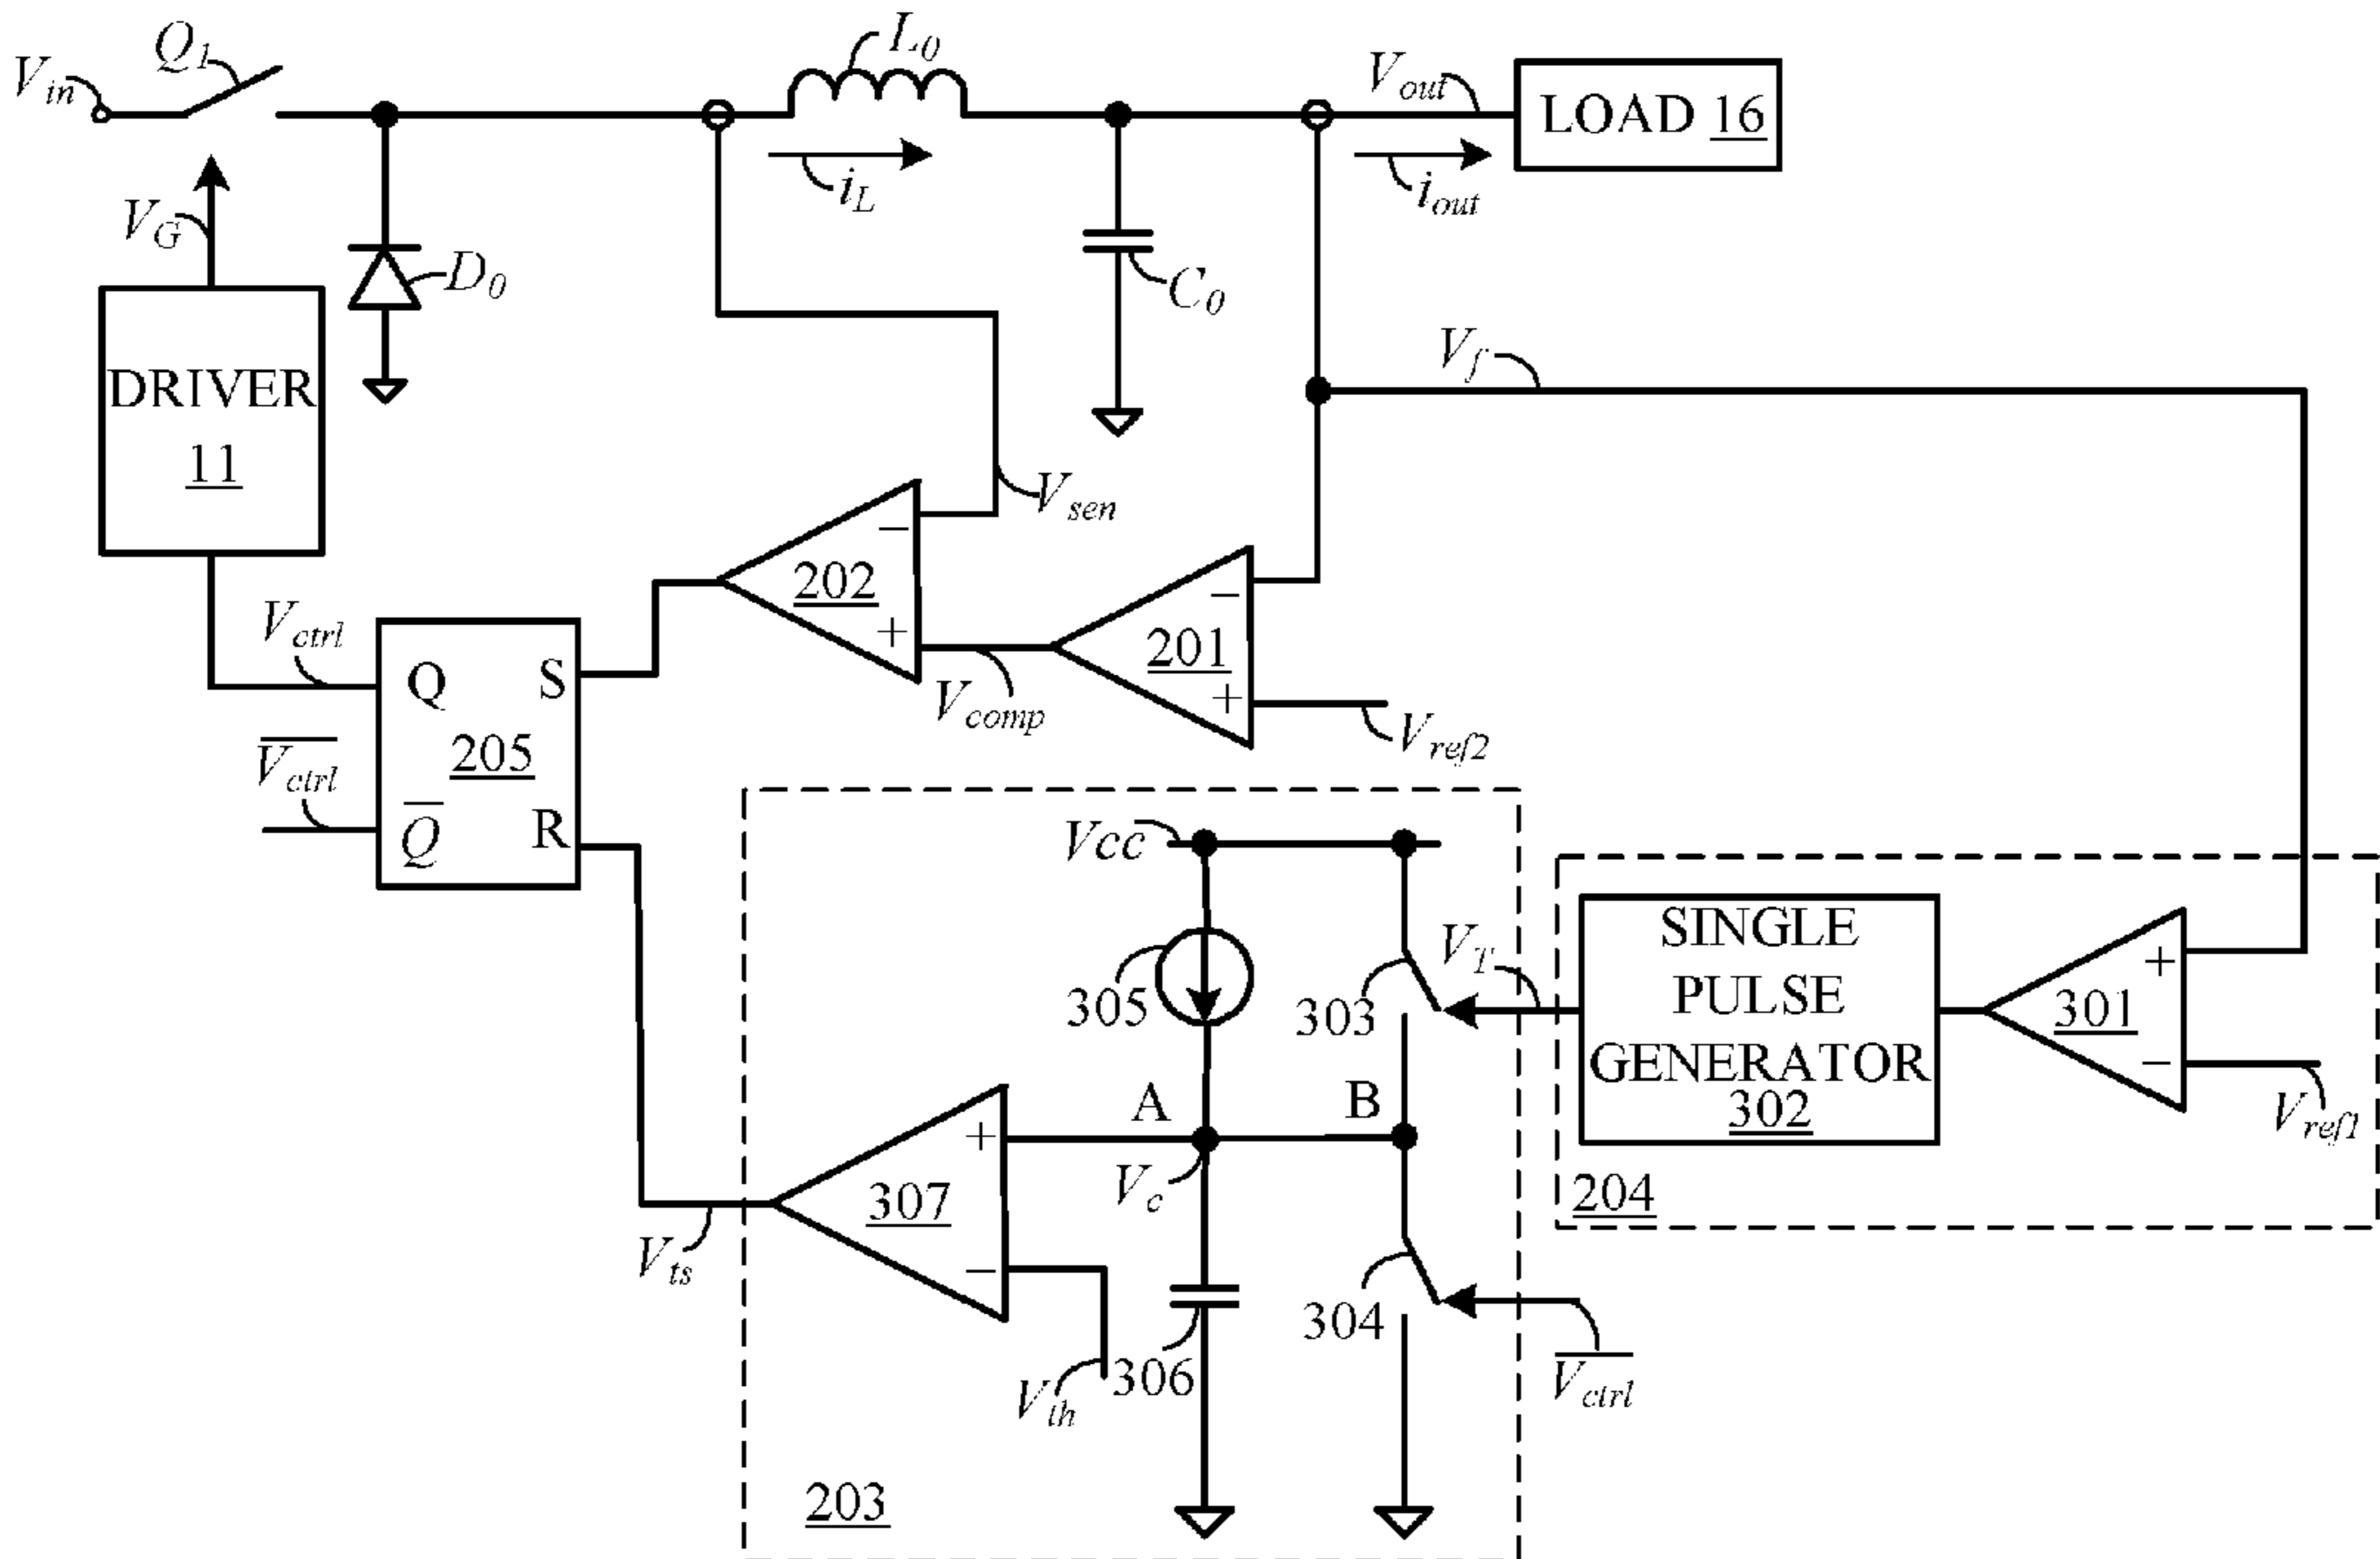 Q1
L0
Vin
Vout
LOAD 16
iL
iout
VG
D0
C0
DRIVER
11
Vf
Vsen
202
201
Vctrl
Q
S
Vcomp
Vref2
Vctrl
205
Q
R
Vcc
SINGLE
PULSE
GENERATOR
302
VT
305
303
301
A
B
Vref1
307
Vc
204
Vts
304
306
Vth
Vctrl
203